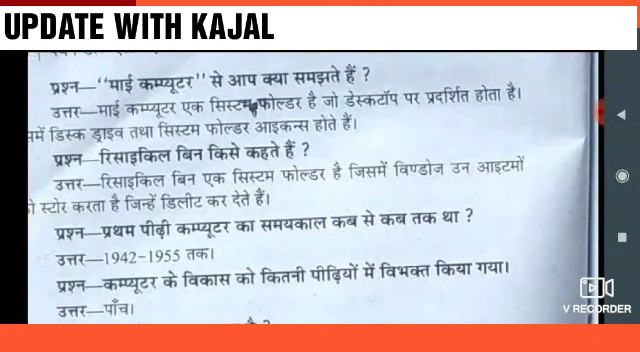 UPDATE WITH KAJAL
प्रश्न—‘‘माई कम्प्यूटर’’ से आप क्या समझते हैं ?
उत्तर—माई कम्प्यूटर एक सिस्टम फोल्डर है जो डेस्कटॉप पर प्रदर्शित होता है।
डिस्क ड्राइव तथा सिस्टम फोल्डर आइकन्स होते हैं।
प्रश्न—रिसाइकिल बिन किसे कहते हैं ?
उत्तर—रिसाइकिल बिन एक सिस्टम फोल्डर है जिसमें विण्डोज उन आइटमों
स्टोर करता है जिन्हें डिलीट कर देते हैं।
प्रश्न—प्रथम पीढ़ी कम्प्यूटर का समयकाल कब से कब तक था ?
उत्तर—1942-1955 तक।
प्रश्न—कम्प्यूटर के विकास को कितनी पीढ़ियों में विभक्त किया गया।
उत्तर—पाँच।
V RECORDER